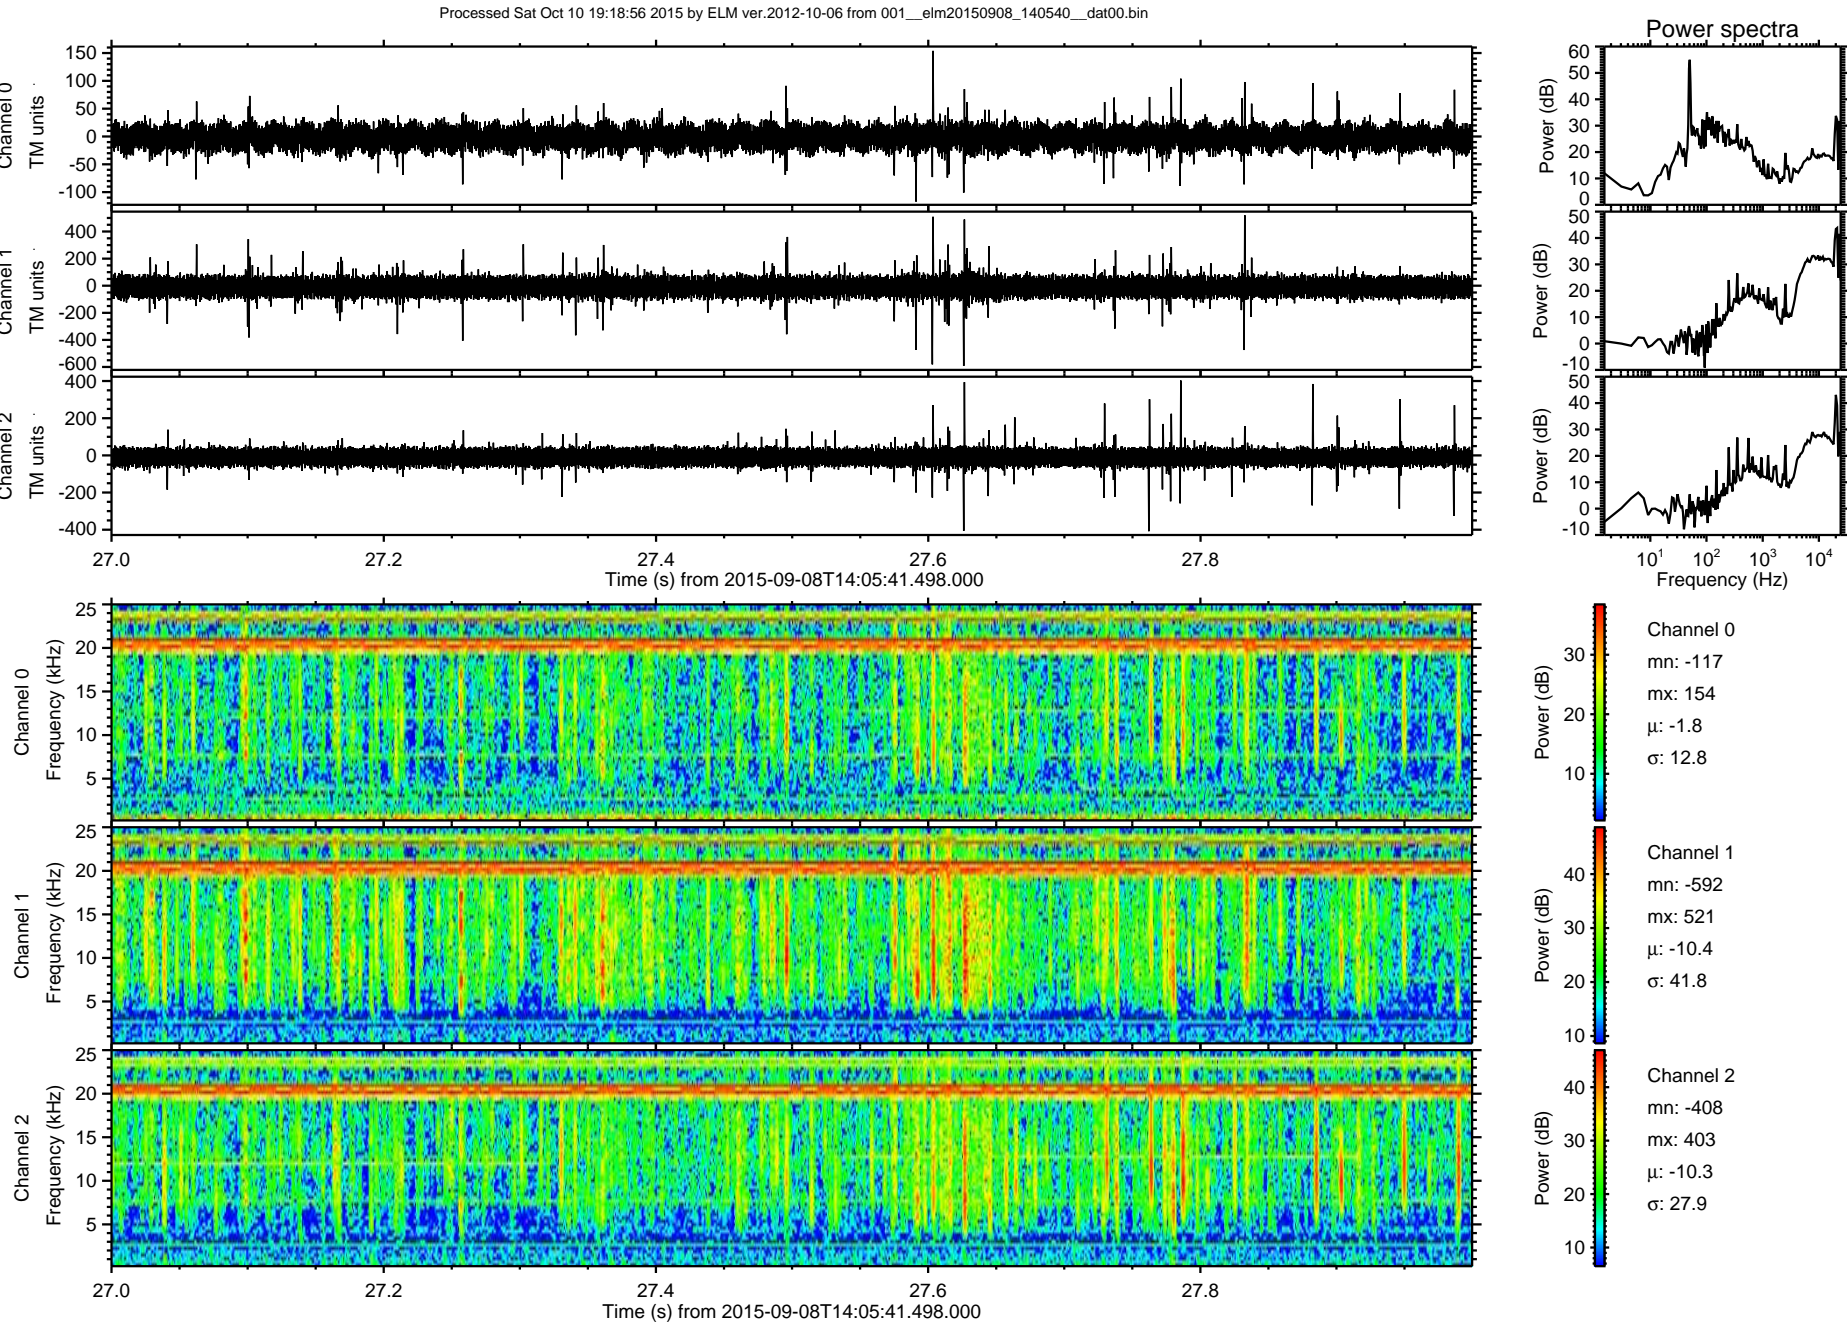 Processed Sat Oct 10 19:18:56 2015 by ELM ver.2012-10-06 from 001__elm20150908_140540__dat00.bin
Power spectra
Channel 0
TM units
150
100
50
0
-50
-100
Power (dB)
60
50
40
30
20
10
0
Channel 1
TM units
400
200
0
-200
-400
-600
Power (dB)
50
40
30
20
10
0
-10
Channel 2
TM units
400
200
0
-200
-400
Power (dB)
50
40
30
20
10
0
-10
27.0 27.2 27.4 27.6 27.8
Time (s) from 2015-09-08T14:05:41.498.000
10¹ 10² 10³ 10⁴
Frequency (Hz)
Channel 0
Frequency (kHz)
25
20
15
10
5
Power (dB)
30
20
10
Channel 0
mn: -117
mx: 154
μ: -1.8
σ: 12.8
Channel 1
Frequency (kHz)
25
20
15
10
5
Power (dB)
40
30
20
10
Channel 1
mn: -592
mx: 521
μ: -10.4
σ: 41.8
Channel 2
Frequency (kHz)
25
20
15
10
5
Power (dB)
40
30
20
10
Channel 2
mn: -408
mx: 403
μ: -10.3
σ: 27.9
27.0 27.2 27.4 27.6 27.8
Time (s) from 2015-09-08T14:05:41.498.000